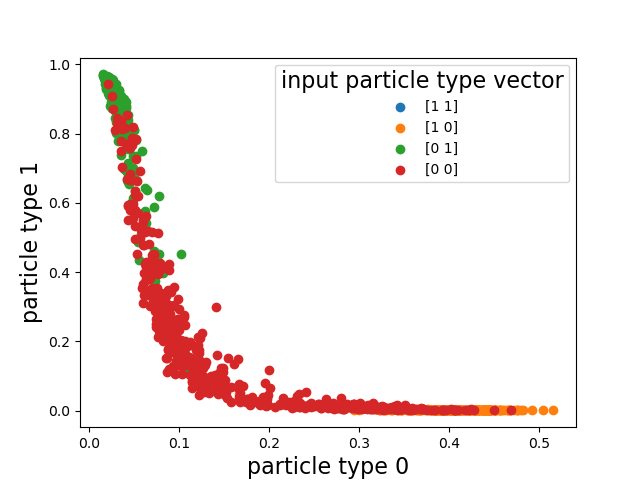 input particle type vector
[1 1]
[1 0]
[0 1]
[0 0]
particle type 1
1.0
0.8
0.6
0.4
0.2
0.0
0.0 0.1 0.2 0.3 0.4 0.5
particle type 0